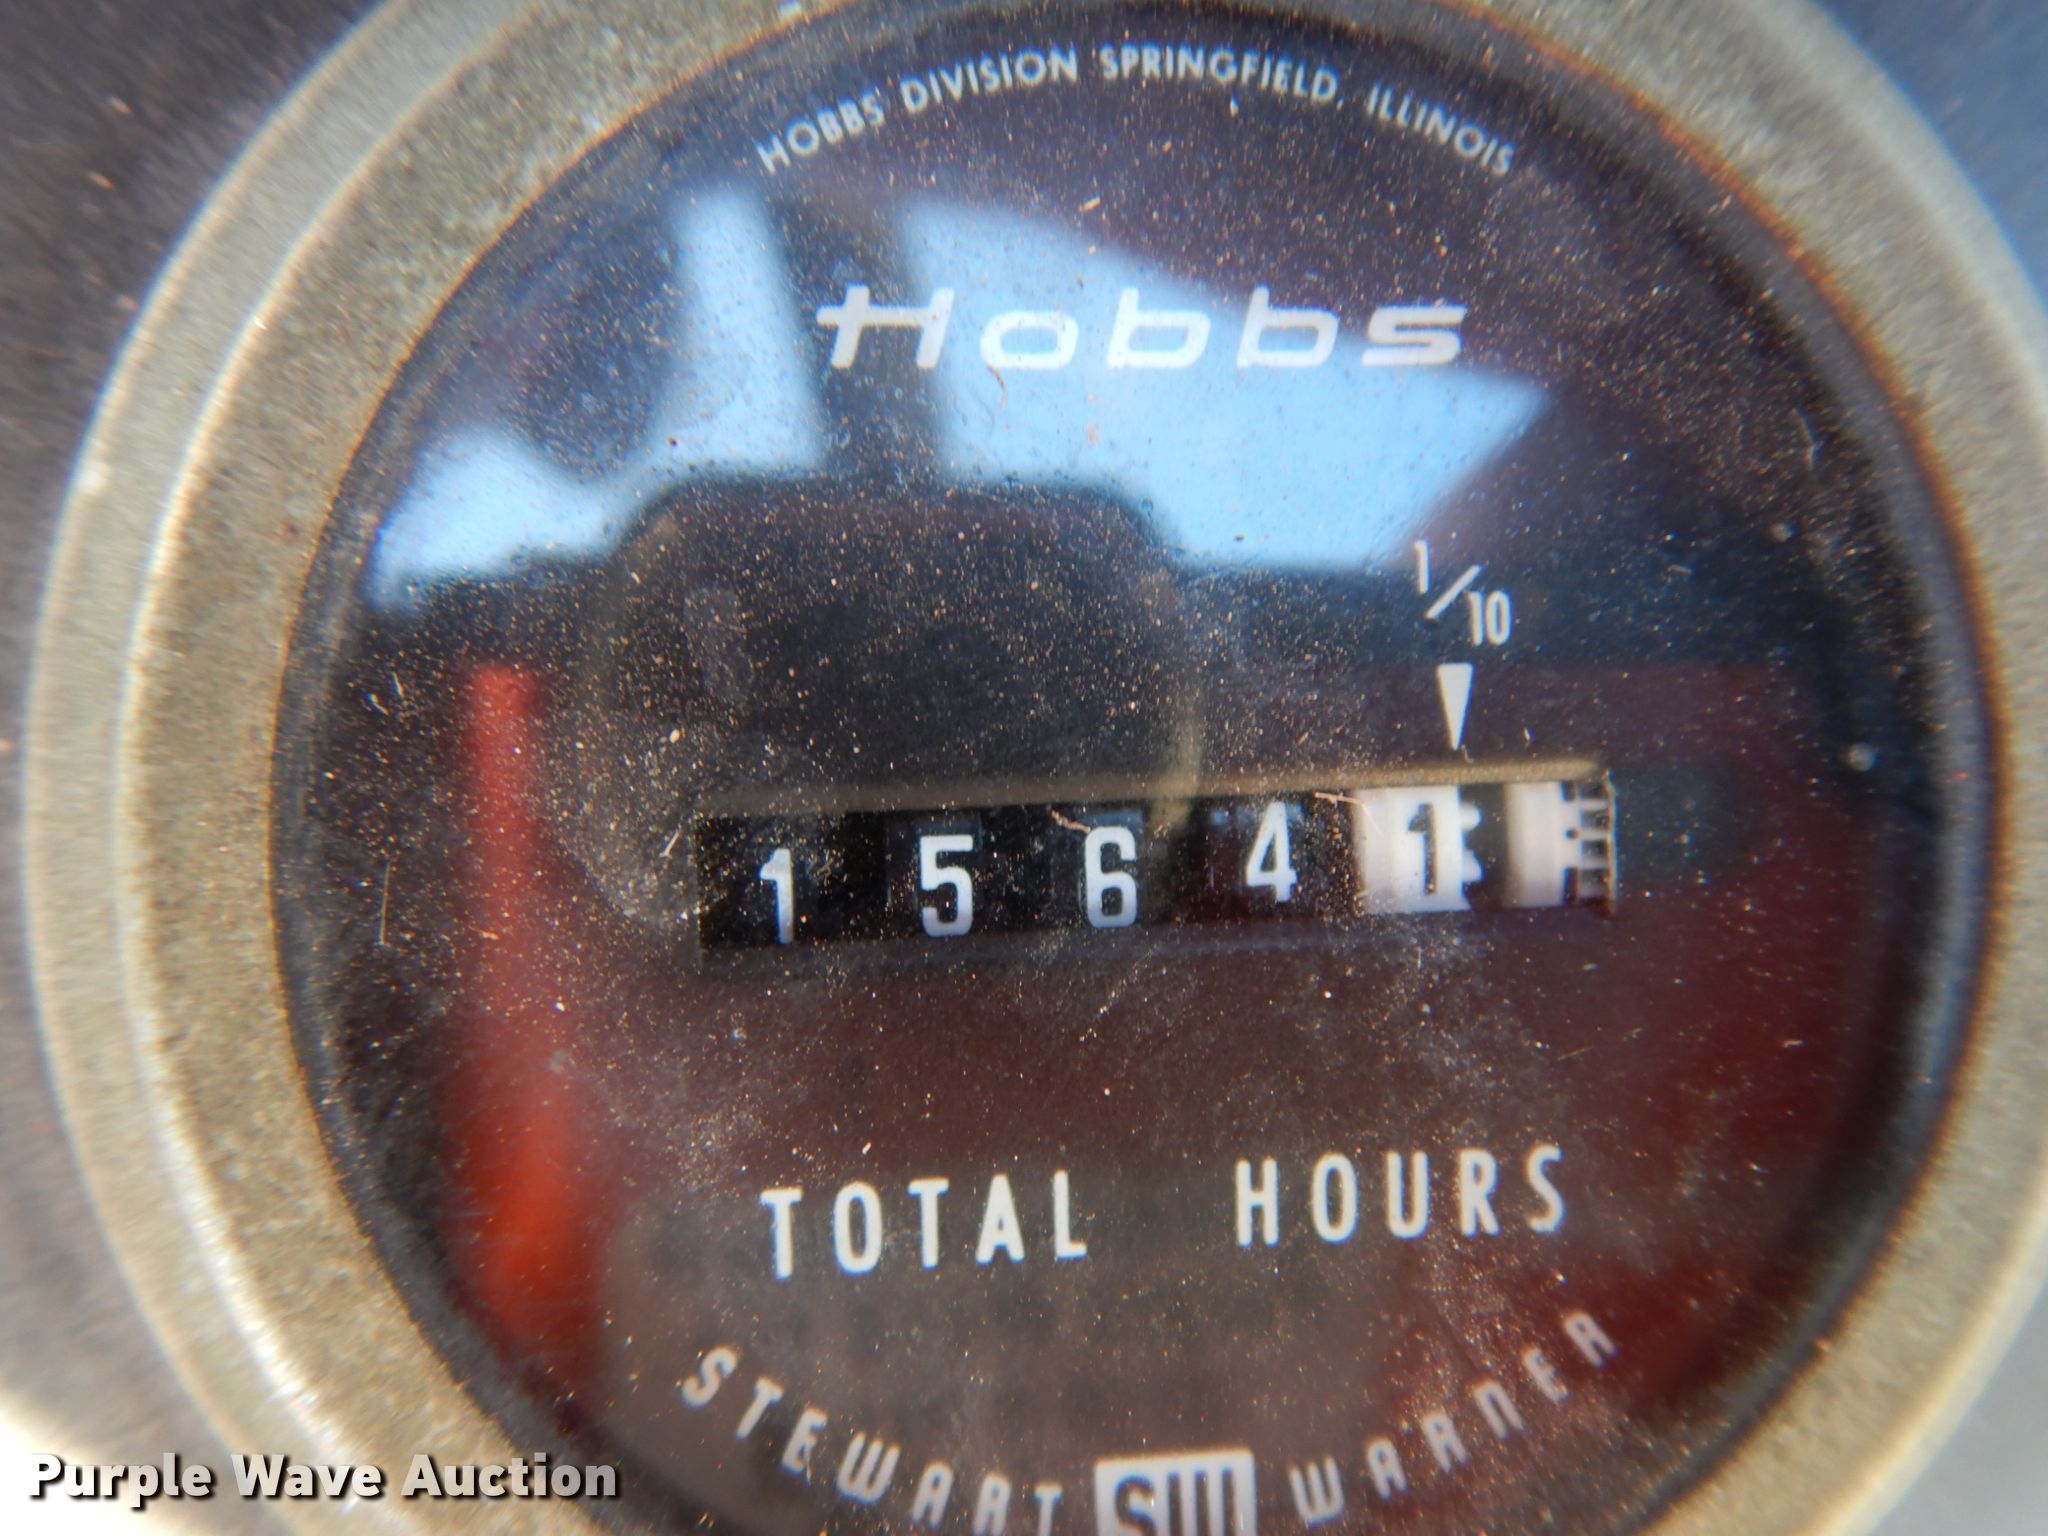 HOBBS DIVISION SPRINGFIELD, ILLINOIS
Hobbs
1/10
1 5 6 4 1
TOTAL HOURS
STEWART SW WARNER
Purple Wave Auction